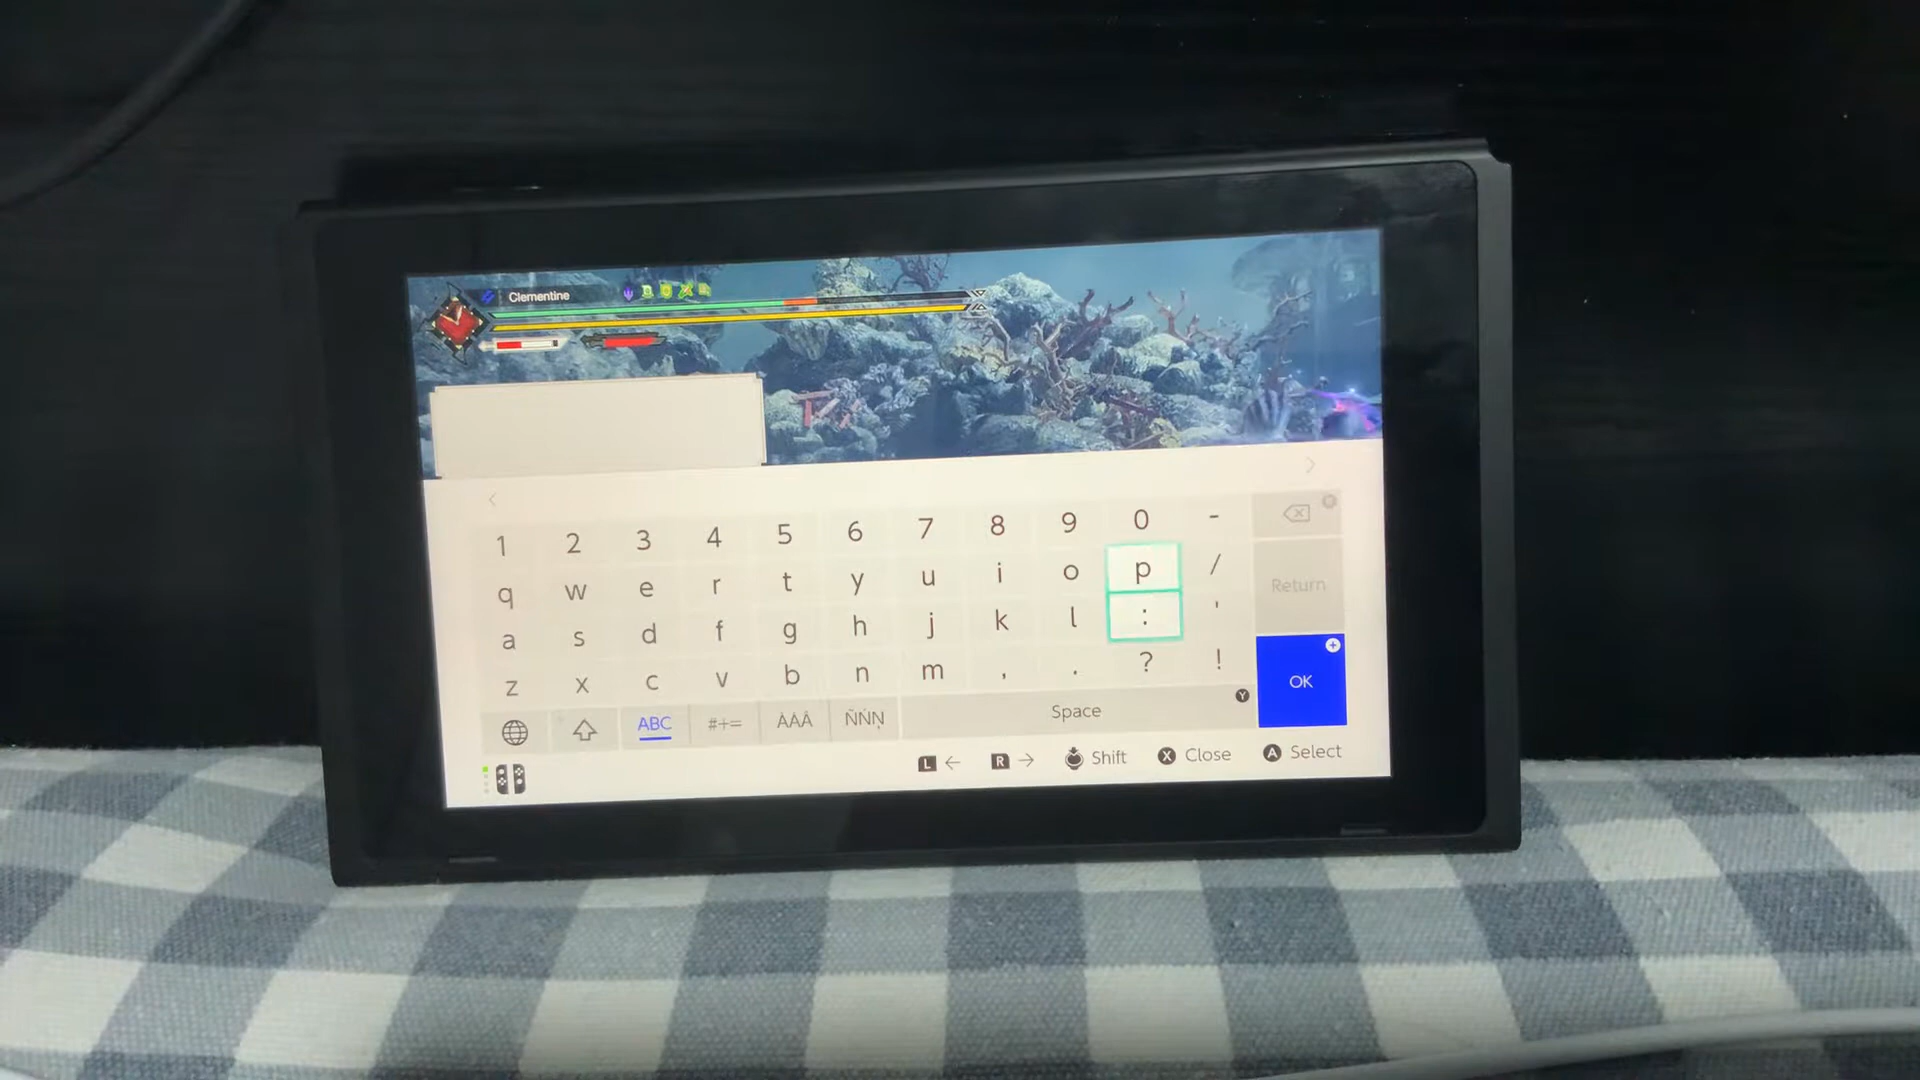 Clementine
1 2 3 4 5 6 7 8 9 0 -
q w e r t y u i o p /
Return
a s d f g h j k l : '
z x c v b n m , . ? !
OK
ABC #+= ÀÁÂ ÑŃŅ Space Y
L ← R → Shift X Close A Select